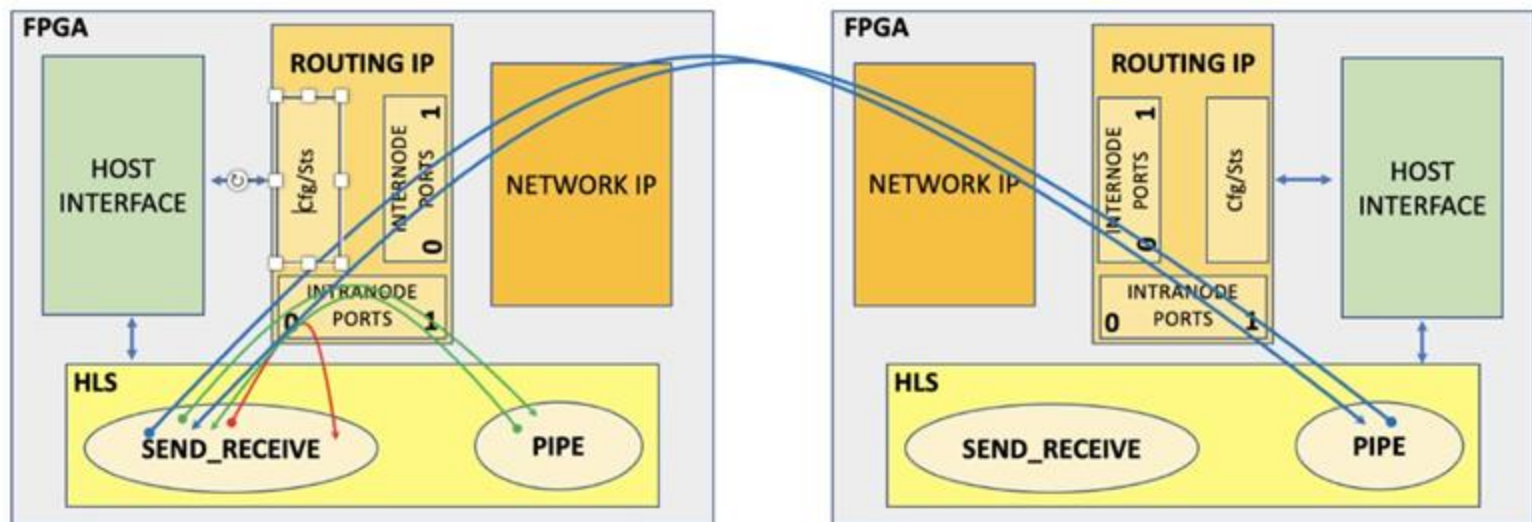 FPGA
ROUTING IP
HOST
INTERFACE
Cfg/Sts
INTERNODE
PORTS
0 1
NETWORK IP
INTRANODE
PORTS
0 1
HLS
SEND_RECEIVE
PIPE
FPGA
ROUTING IP
NETWORK IP
INTERNODE
PORTS
0 1
Cfg/Sts
HOST
INTERFACE
INTRANODE
PORTS
0 1
HLS
SEND_RECEIVE
PIPE